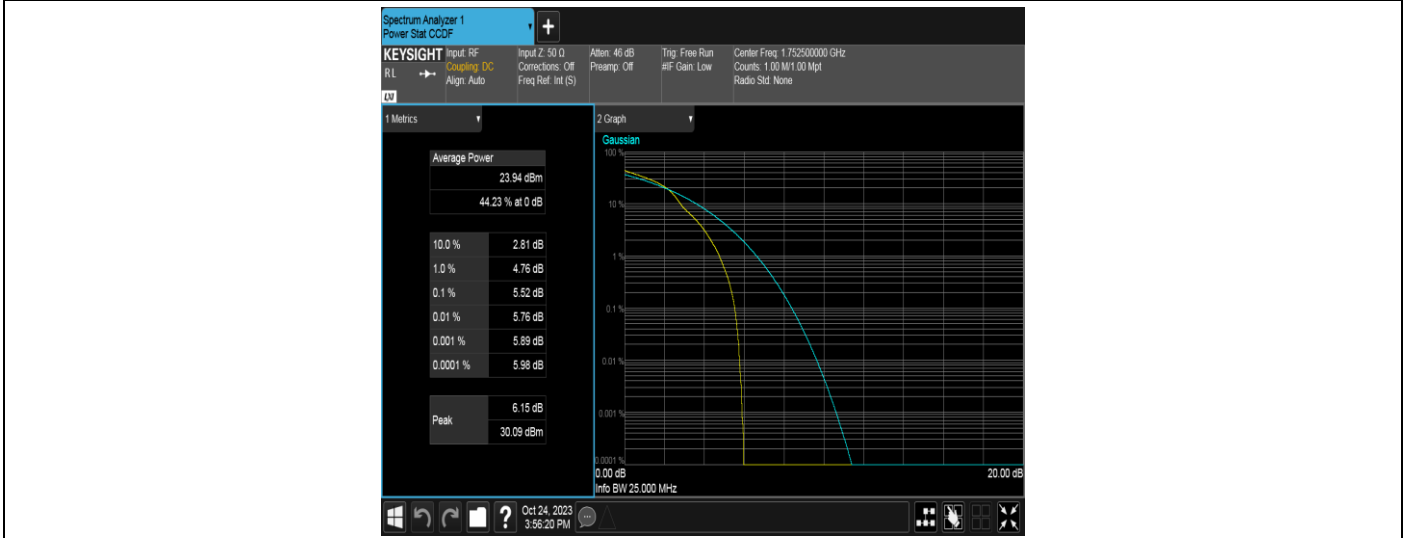 Spectrum Analyzer 1
Power Stat CCDF
+
KEYSIGHT
RL
LXI
Input: RF
Coupling: DC
Align: Auto
Input Z: 50 Ω
Corrections: Off
Freq Ref: Int (S)
Atten: 46 dB
Preamp: Off
Trig: Free Run
#IF Gain: Low
Center Freq: 1.752500000 GHz
Counts: 1.00 M/1.00 Mpt
Radio Std: None
1 Metrics
Average Power
23.94 dBm
44.23 % at 0 dB
10.0 % 2.81 dB
1.0 % 4.76 dB
0.1 % 5.52 dB
0.01 % 5.76 dB
0.001 % 5.89 dB
0.0001 % 5.98 dB
Peak
6.15 dB
30.09 dBm
2 Graph
Gaussian
100 %
10 %
1 %
0.1 %
0.01 %
0.001 %
0.0001 %
0.00 dB 20.00 dB
Info BW 25.000 MHz
?
Oct 24, 2023
3:56:20 PM